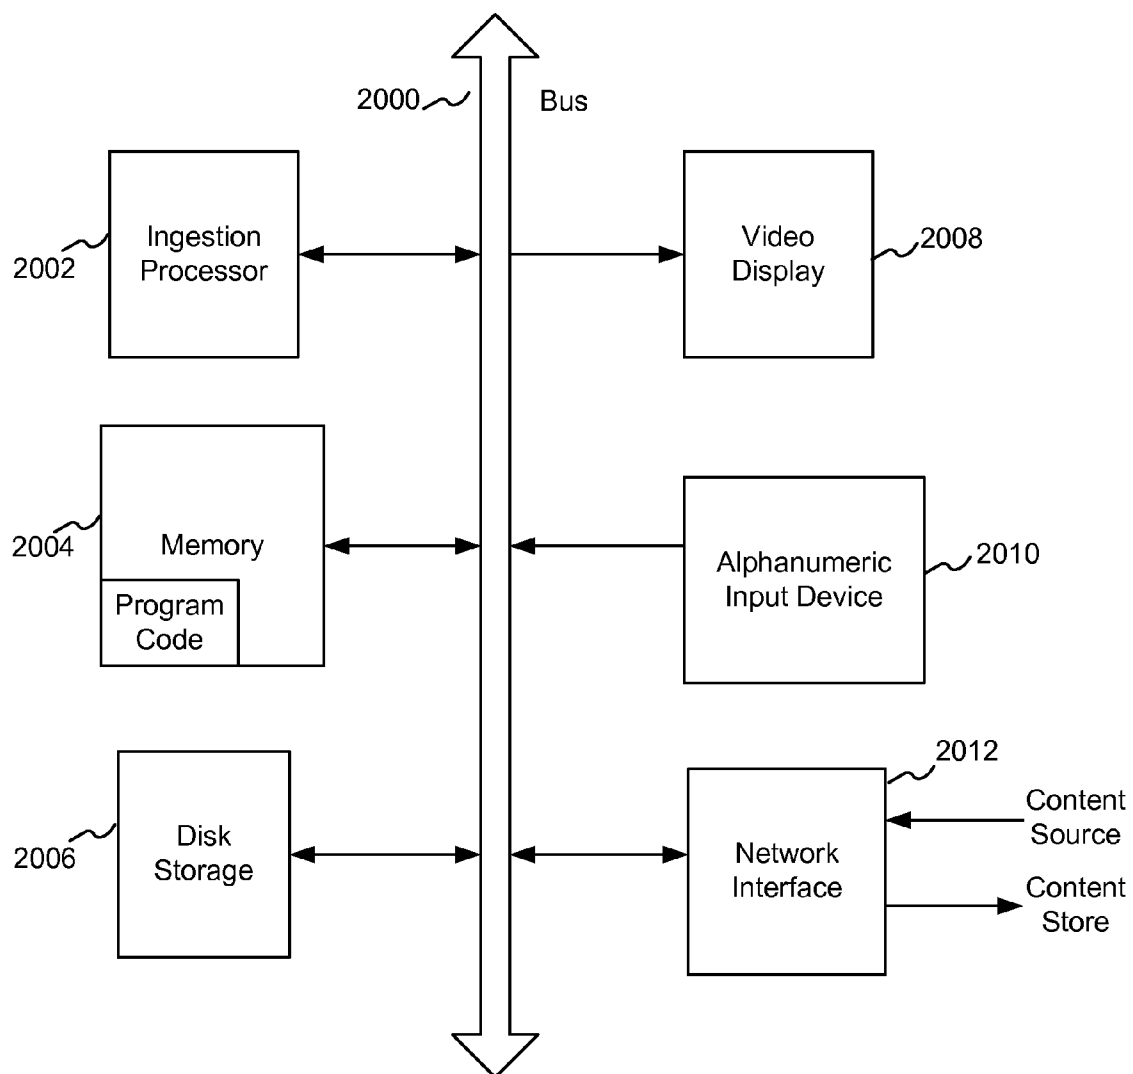 2000
Bus
Ingestion
Processor
2002
Video
Display
2008
Memory
2004
Program
Code
Alphanumeric
Input Device
2010
Disk
Storage
2006
2012
Network
Interface
Content
Source
Content
Store